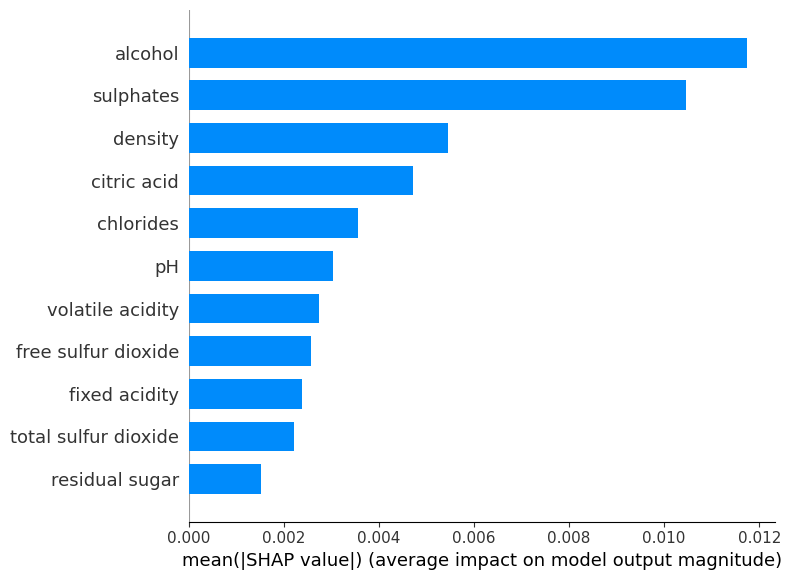 alcohol
sulphates
density
citric acid
chlorides
pH
volatile acidity
free sulfur dioxide
fixed acidity
total sulfur dioxide
residual sugar
0.000 0.002 0.004 0.006 0.008 0.010 0.012
mean(|SHAP value|) (average impact on model output magnitude)